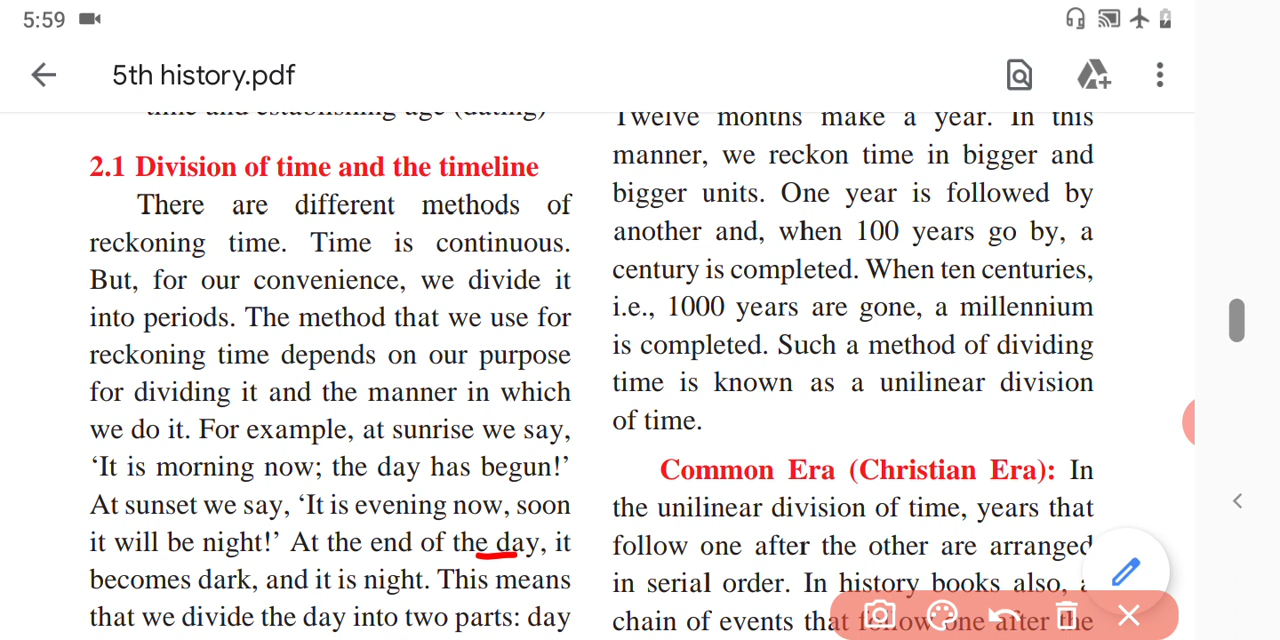 5:59
5th history.pdf
time and establishing age (dating)
2.1 Division of time and the timeline
There are different methods of
reckoning time. Time is continuous.
But, for our convenience, we divide it
into periods. The method that we use for
reckoning time depends on our purpose
for dividing it and the manner in which
we do it. For example, at sunrise we say,
‘It is morning now; the day has begun!’
At sunset we say, ‘It is evening now, soon
it will be night!’ At the end of the day, it
becomes dark, and it is night. This means
that we divide the day into two parts: day
Twelve months make a year. In this
manner, we reckon time in bigger and
bigger units. One year is followed by
another and, when 100 years go by, a
century is completed. When ten centuries,
i.e., 1000 years are gone, a millennium
is completed. Such a method of dividing
time is known as a unilinear division
of time.
Common Era (Christian Era): In
the unilinear division of time, years that
follow one after the other are arranged
in serial order. In history books also, a
chain of events that follow one after the